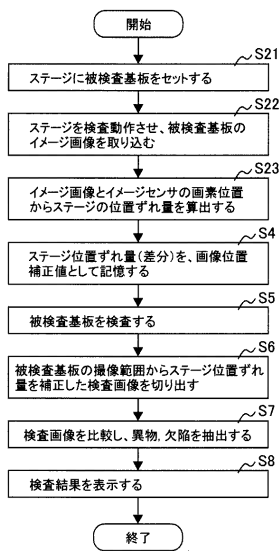 開始
S21
ステージに被検査基板をセットする
S22
ステージを検査動作させ、被検査基板の
イメージ画像を取り込む
S23
イメージ画像とイメージセンサの画素位置
からステージの位置ずれ量を算出する
S4
ステージ位置ずれ量(差分)を、画像位置
補正値として記憶する
S5
被検査基板を検査する
S6
被検査基板の撮像範囲からステージ位置ずれ
量を補正した検査画像を切り出す
S7
検査画像を比較し、異物,欠陥を抽出する
S8
検査結果を表示する
終了